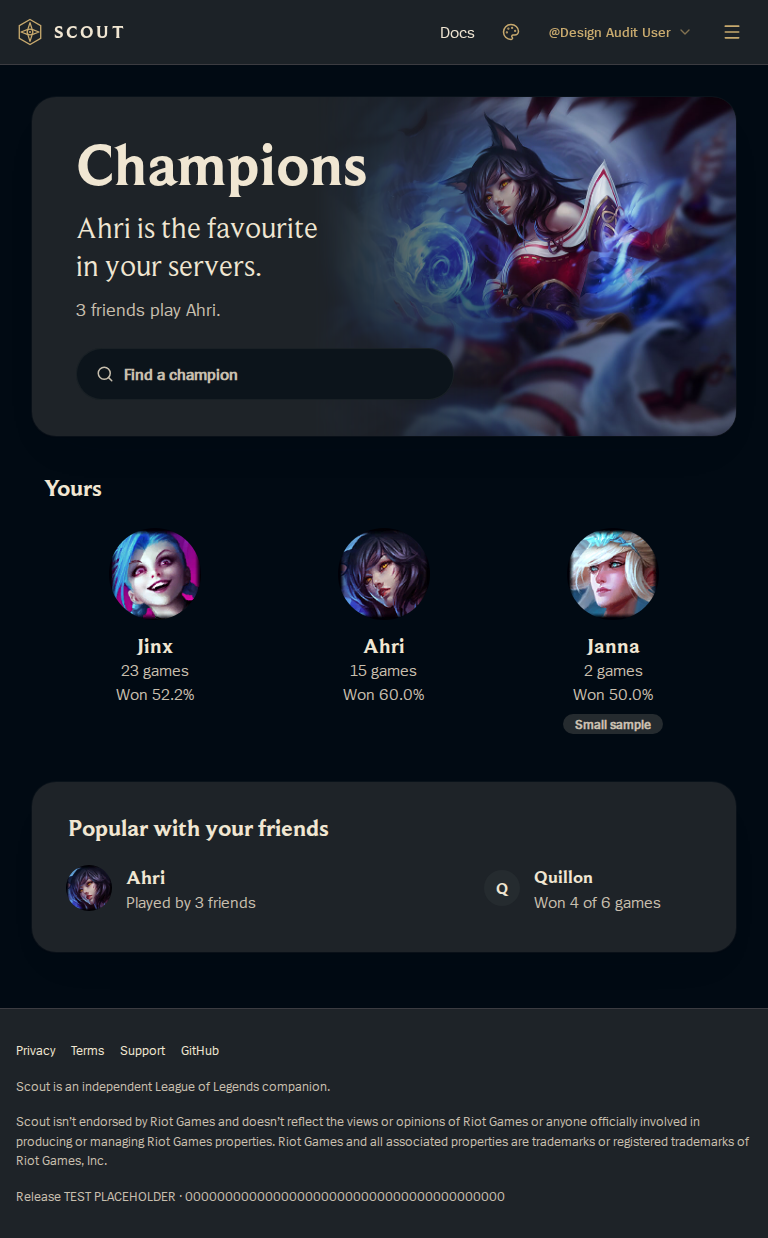 SCOUT
Docs
@Design Audit User
Champions
Ahri is the favourite
in your servers.
3 friends play Ahri.
Find a champion
Yours
Jinx
23 games
Won 52.2%
Ahri
15 games
Won 60.0%
Janna
2 games
Won 50.0%
Small sample
Popular with your friends
Ahri
Played by 3 friends
Q
Quillon
Won 4 of 6 games
Privacy Terms Support GitHub
Scout is an independent League of Legends companion.
Scout isn't endorsed by Riot Games and doesn't reflect the views or opinions of Riot Games or anyone officially involved in
producing or managing Riot Games properties. Riot Games and all associated properties are trademarks or registered trademarks of
Riot Games, Inc.
Release TEST PLACEHOLDER · 0000000000000000000000000000000000000000